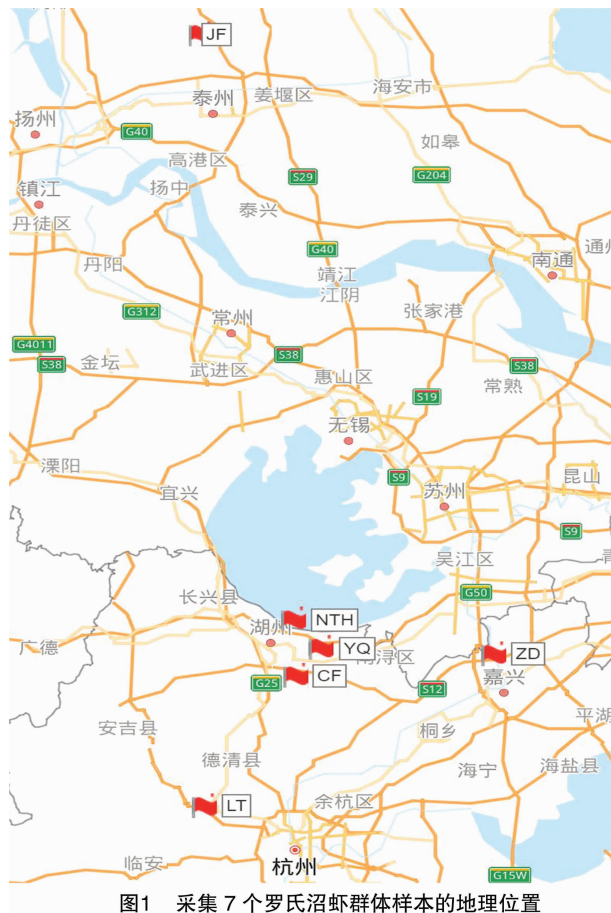 JF
海安市
泰州
姜堰区
扬州
G40
如皋
高港区
S29
G204
镇江
扬中
泰兴
丹徒区
通州
G40
南通
丹阳
靖江
江阴
张家港
G312
常州
G4011
S38
金坛
S38
S38
武进区
惠山区
常熟
S19
无锡
溧阳
S9
昆山
苏州
宜兴
S9
吴江区
G50
长兴县
NTH
湖州
YQ
广德
南浔区
ZD
CF
G25
S12
嘉兴
平湖
安吉县
桐乡
德清县
海宁
海盐县
LT
余杭区
临安
杭州
G15W
图1 采集 7 个罗氏沼虾群体样本的地理位置